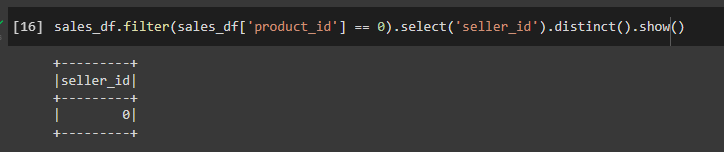 [16] sales_df.filter(sales_df['product_id'] == 0).select('seller_id').distinct().show()
+---------+
|seller_id|
+---------+
|        0|
+---------+